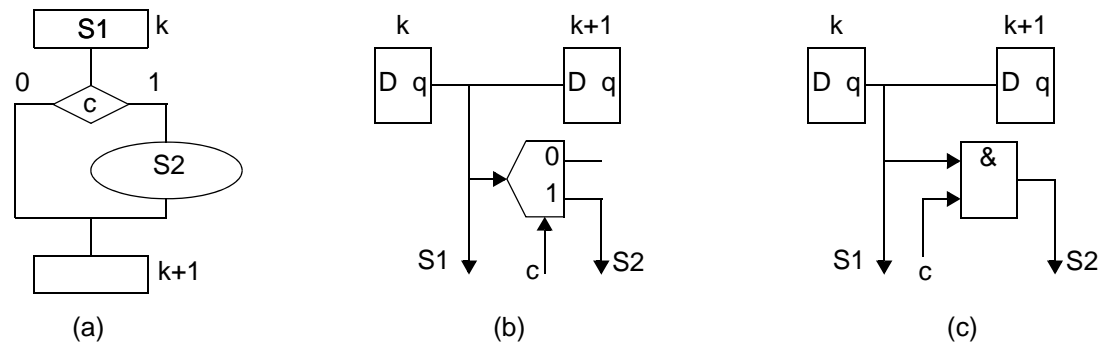 S1 k
0 1
c
S2
k+1
(a)
k k+1
D q D q
0
1
S1 c S2
(b)
k k+1
D q D q
&
S1 c S2
(c)